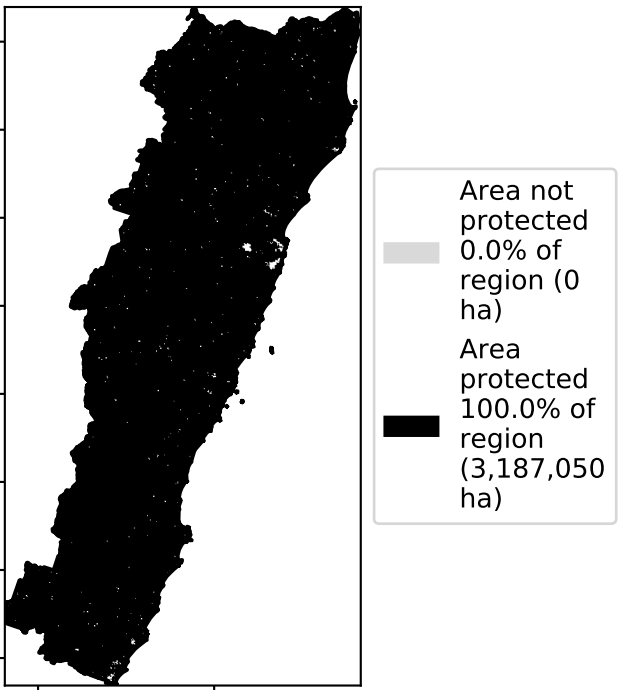 Area not
protected
0.0% of
region (0
ha)
Area
protected
100.0% of
region
(3,187,050
ha)